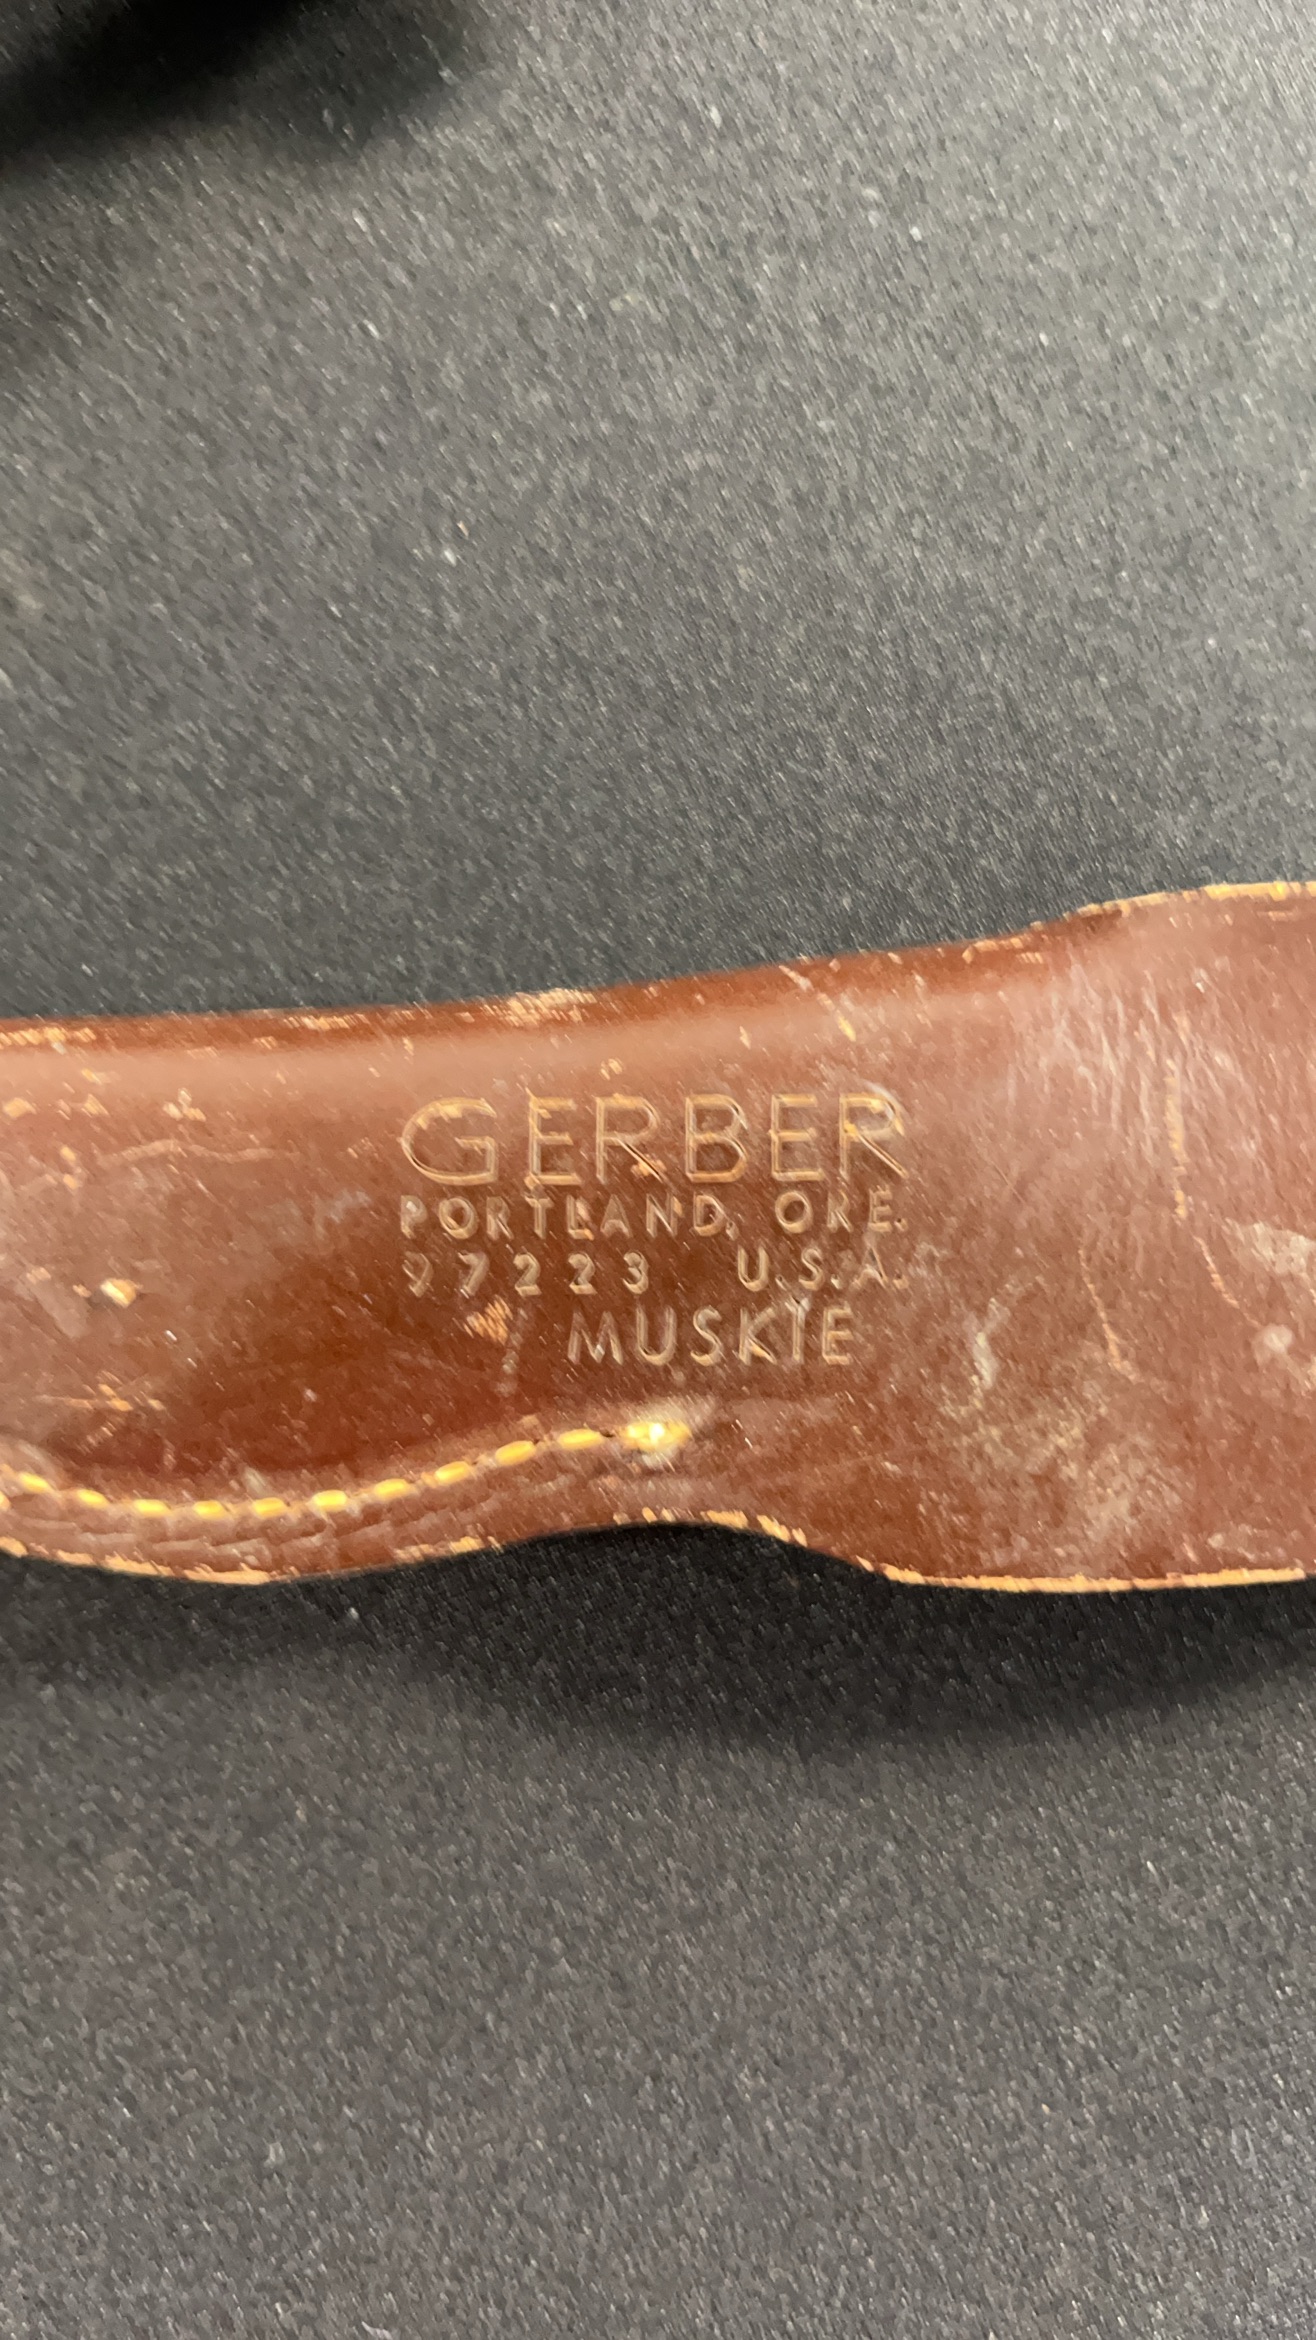 GERBER
PORTLAND, ORE.
97223 U.S.A.
MUSKIE